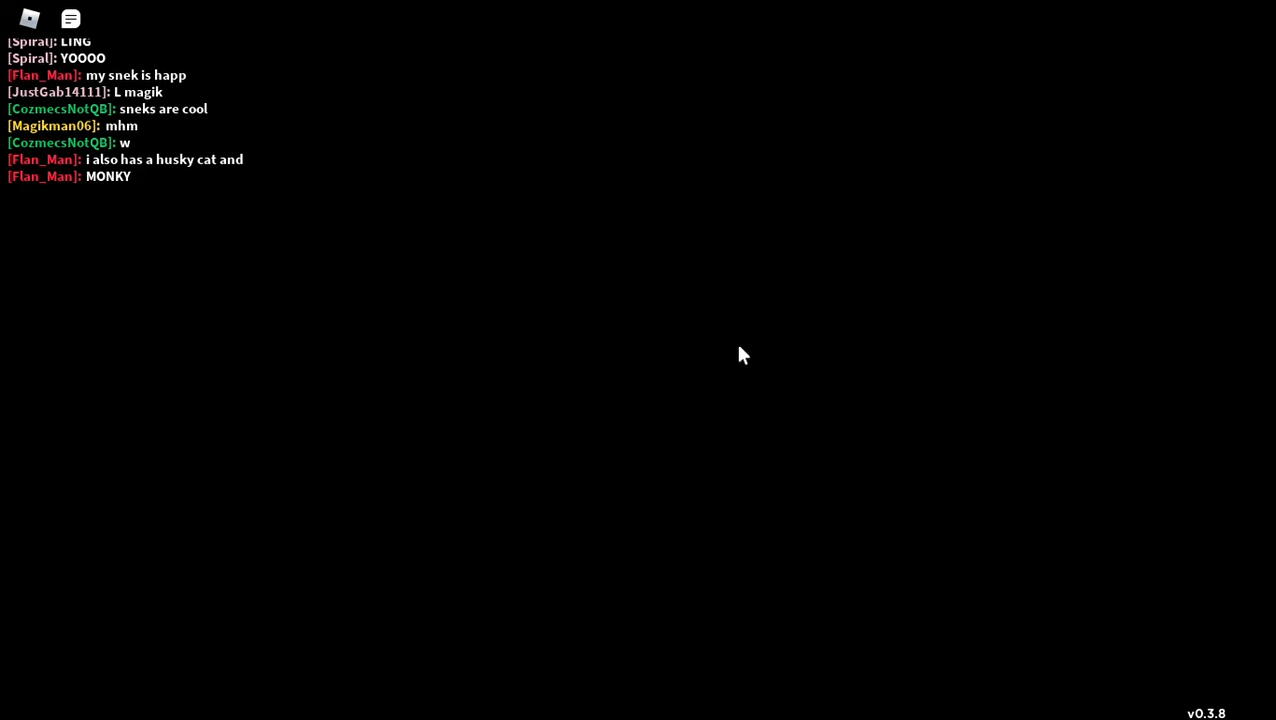 [Spiral]: LING
[Spiral]: YOOOO
[Flan_Man]: my snek is happ
[JustGab14111]: L magik
[CozmecsNotQB]: sneks are cool
[Magikman06]: mhm
[CozmecsNotQB]: w
[Flan_Man]: i also has a husky cat and
[Flan_Man]: MONKY
v0.3.8